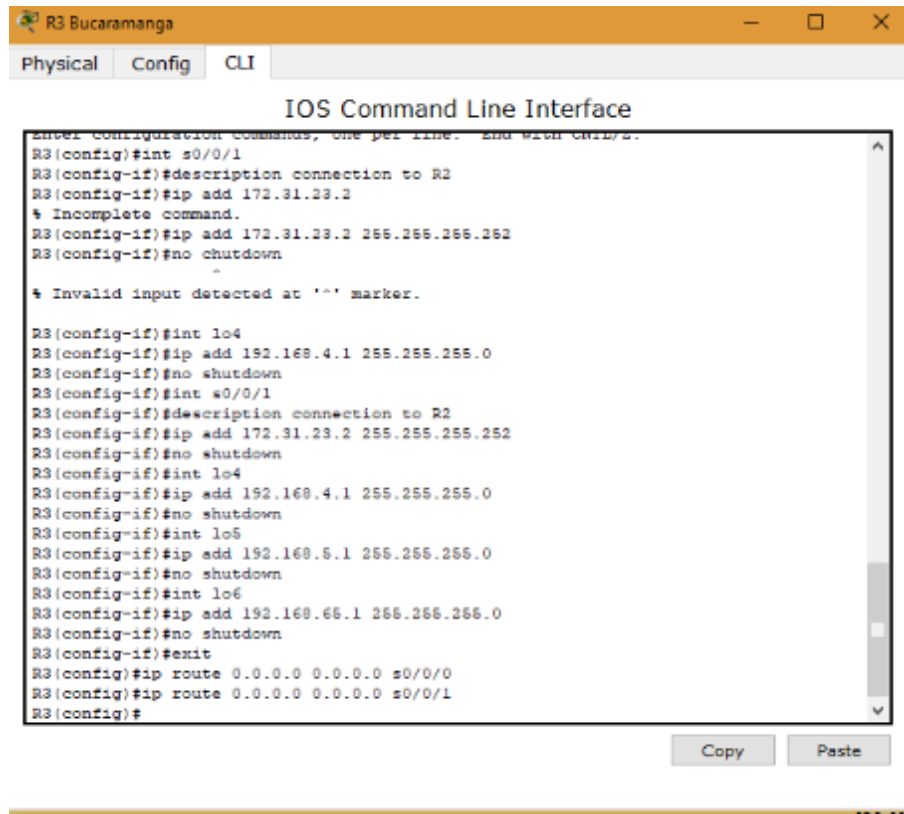 R3 Bucaramanga
Physical Config CLI
IOS Command Line Interface
Enter configuration commands, one per line. End with CNTL/Z.
R3(config)#int s0/0/1
R3(config-if)#description connection to R2
R3(config-if)#ip add 172.31.23.2
% Incomplete command.
R3(config-if)#ip add 172.31.23.2 255.255.255.252
R3(config-if)#no chutdown
^
% Invalid input detected at '^' marker.
R3(config-if)#int lo4
R3(config-if)#ip add 192.168.4.1 255.255.255.0
R3(config-if)#no shutdown
R3(config-if)#int s0/0/1
R3(config-if)#description connection to R2
R3(config-if)#ip add 172.31.23.2 255.255.255.252
R3(config-if)#no shutdown
R3(config-if)#int lo4
R3(config-if)#ip add 192.168.4.1 255.255.255.0
R3(config-if)#no shutdown
R3(config-if)#int lo5
R3(config-if)#ip add 192.168.5.1 255.255.255.0
R3(config-if)#no shutdown
R3(config-if)#int lo6
R3(config-if)#ip add 192.168.65.1 255.255.255.0
R3(config-if)#no shutdown
R3(config-if)#exit
R3(config)#ip route 0.0.0.0 0.0.0.0 s0/0/0
R3(config)#ip route 0.0.0.0 0.0.0.0 s0/0/1
R3(config)#
Copy Paste